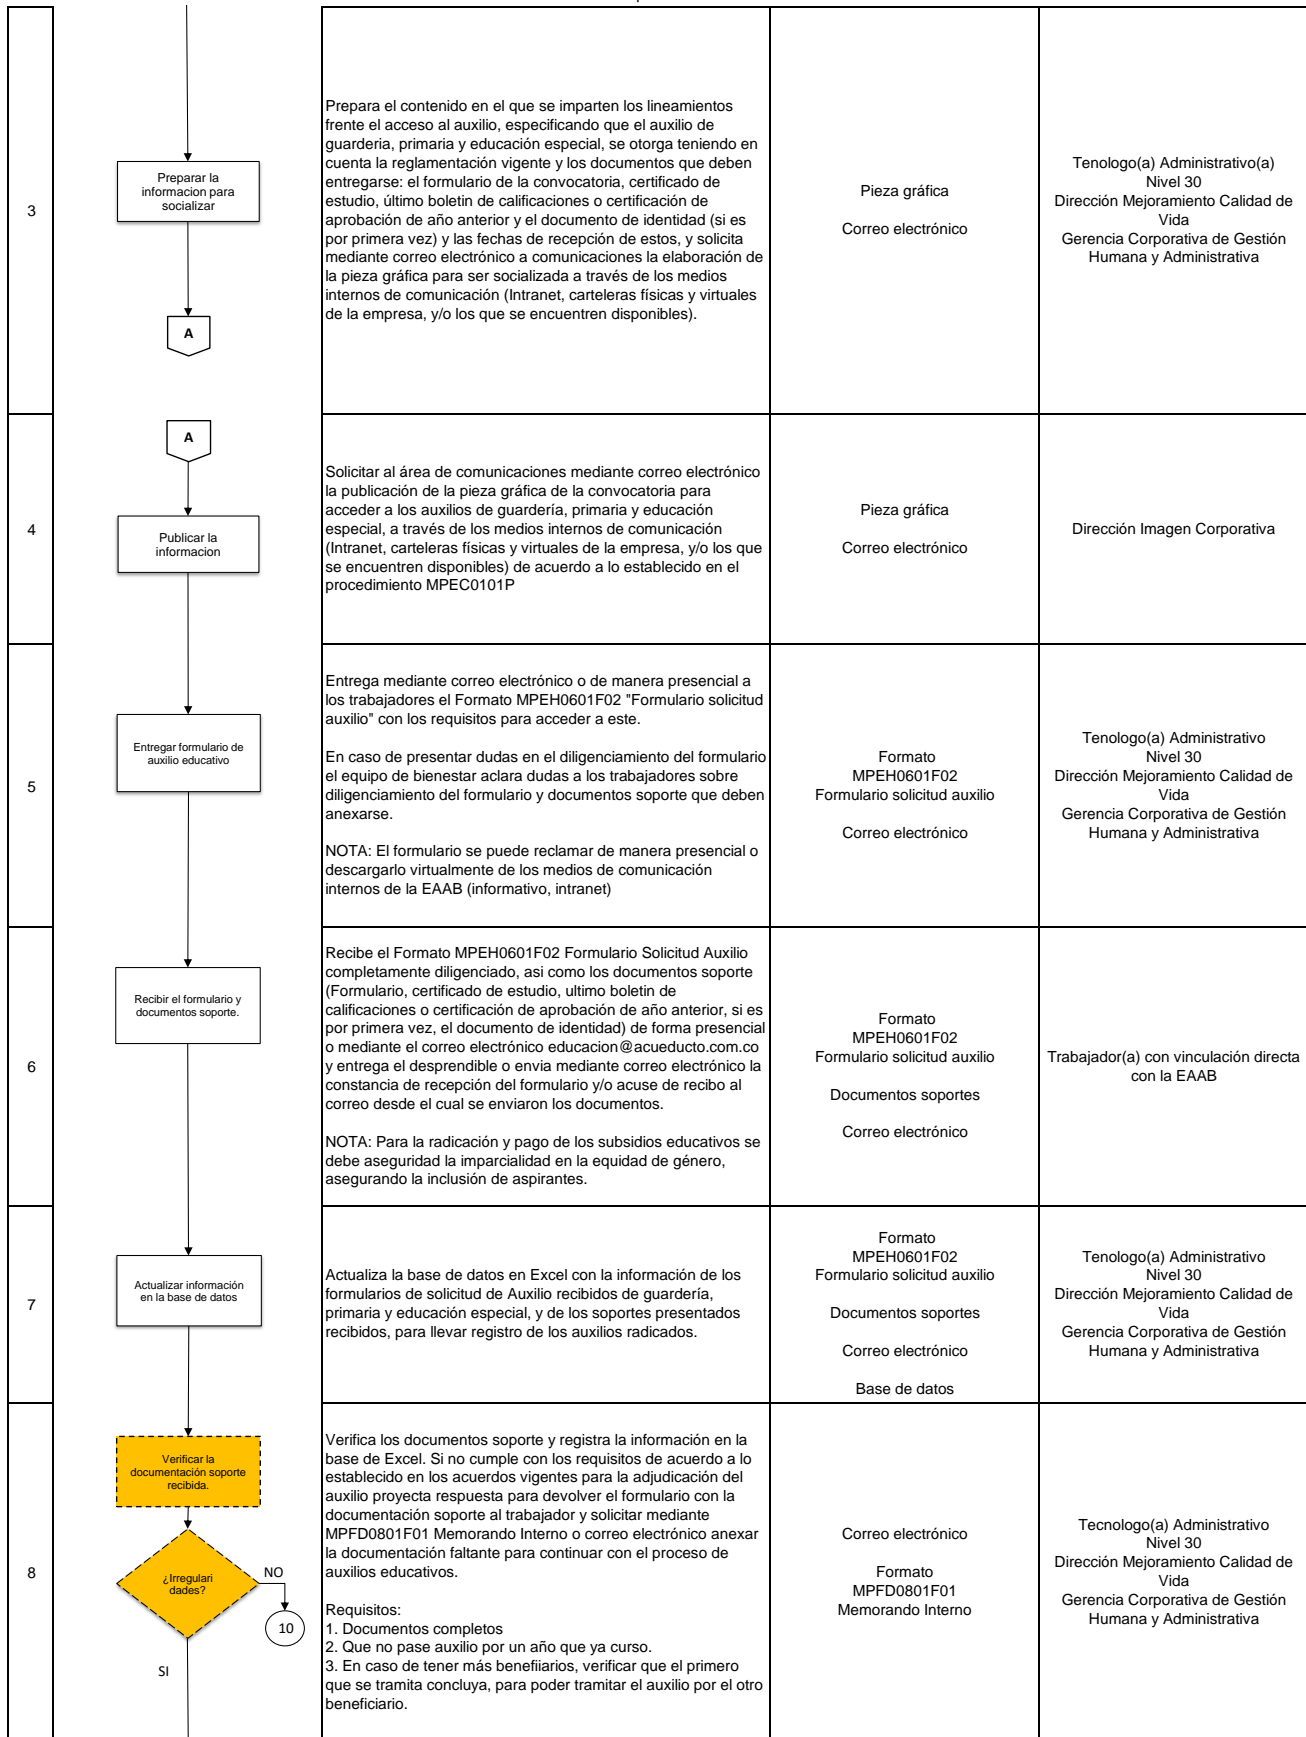 3
Preparar la
informacion para
socializar
A
Prepara el contenido en el que se imparten los lineamientos
frente el acceso al auxilio, especificando que el auxilio de
guarderia, primaria y educación especial, se otorga teniendo en
cuenta la reglamentación vigente y los documentos que deben
entregarse: el formulario de la convocatoria, certificado de
estudio, último boletin de calificaciones o certificación de
aprobación de año anterior y el documento de identidad (si es
por primera vez) y las fechas de recepción de estos, y solicita
mediante correo electrónico a comunicaciones la elaboración de
la pieza gráfica para ser socializada a través de los medios
internos de comunicación (Intranet, carteleras físicas y virtuales
de la empresa, y/o los que se encuentren disponibles).
Pieza gráfica
Correo electrónico
Tenologo(a) Administrativo(a)
Nivel 30
Dirección Mejoramiento Calidad de
Vida
Gerencia Corporativa de Gestión
Humana y Administrativa
4
A
Publicar la
informacion
Solicitar al área de comunicaciones mediante correo electrónico
la publicación de la pieza gráfica de la convocatoria para
acceder a los auxilios de guardería, primaria y educación
especial, a través de los medios internos de comunicación
(Intranet, carteleras físicas y virtuales de la empresa, y/o los que
se encuentren disponibles) de acuerdo a lo establecido en el
procedimiento MPEC0101P
Pieza gráfica
Correo electrónico
Dirección Imagen Corporativa
5
Entregar formulario de
auxilio educativo
Entrega mediante correo electrónico o de manera presencial a
los trabajadores el Formato MPEH0601F02 "Formulario solicitud
auxilio" con los requisitos para acceder a este.
En caso de presentar dudas en el diligenciamiento del formulario
el equipo de bienestar aclara dudas a los trabajadores sobre
diligenciamiento del formulario y documentos soporte que deben
anexarse.
NOTA: El formulario se puede reclamar de manera presencial o
descargarlo virtualmente de los medios de comunicación
internos de la EAAB (informativo, intranet)
Formato
MPEH0601F02
Formulario solicitud auxilio
Correo electrónico
Tenologo(a) Administrativo
Nivel 30
Dirección Mejoramiento Calidad de
Vida
Gerencia Corporativa de Gestión
Humana y Administrativa
6
Recibir el formulario y
documentos soporte.
Recibe el Formato MPEH0601F02 Formulario Solicitud Auxilio
completamente diligenciado, asi como los documentos soporte
(Formulario, certificado de estudio, ultimo boletin de
calificaciones o certificación de aprobación de año anterior, si es
por primera vez, el documento de identidad) de forma presencial
o mediante el correo electrónico educacion@acueducto.com.co
y entrega el desprendible o envia mediante correo electrónico la
constancia de recepción del formulario y/o acuse de recibo al
correo desde el cual se enviaron los documentos.
NOTA: Para la radicación y pago de los subsidios educativos se
debe aseguridad la imparcialidad en la equidad de género,
asegurando la inclusión de aspirantes.
Formato
MPEH0601F02
Formulario solicitud auxilio
Documentos soportes
Correo electrónico
Trabajador(a) con vinculación directa
con la EAAB
7
Actualizar información
en la base de datos
Actualiza la base de datos en Excel con la información de los
formularios de solicitud de Auxilio recibidos de guardería,
primaria y educación especial, y de los soportes presentados
recibidos, para llevar registro de los auxilios radicados.
Formato
MPEH0601F02
Formulario solicitud auxilio
Documentos soportes
Correo electrónico
Base de datos
Tenologo(a) Administrativo
Nivel 30
Dirección Mejoramiento Calidad de
Vida
Gerencia Corporativa de Gestión
Humana y Administrativa
8
Verificar la
documentación soporte
recibida.
¿Irregulari
dades?
NO
10
SI
Verifica los documentos soporte y registra la información en la
base de Excel. Si no cumple con los requisitos de acuerdo a lo
establecido en los acuerdos vigentes para la adjudicación del
auxilio proyecta respuesta para devolver el formulario con la
documentación soporte al trabajador y solicitar mediante
MPFD0801F01 Memorando Interno o correo electrónico anexar
la documentación faltante para continuar con el proceso de
auxilios educativos.
Requisitos:
1. Documentos completos
2. Que no pase auxilio por un año que ya curso.
3. En caso de tener más benefiiarios, verificar que el primero
que se tramita concluya, para poder tramitar el auxilio por el otro
beneficiario.
Correo electrónico
Formato
MPFD0801F01
Memorando Interno
Tecnologo(a) Administrativo
Nivel 30
Dirección Mejoramiento Calidad de
Vida
Gerencia Corporativa de Gestión
Humana y Administrativa